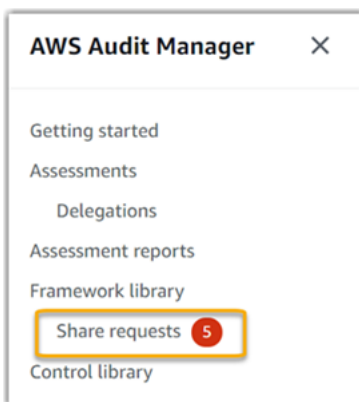 AWS Audit Manager
Getting started
Assessments
Delegations
Assessment reports
Framework library
Share requests 5
Control library